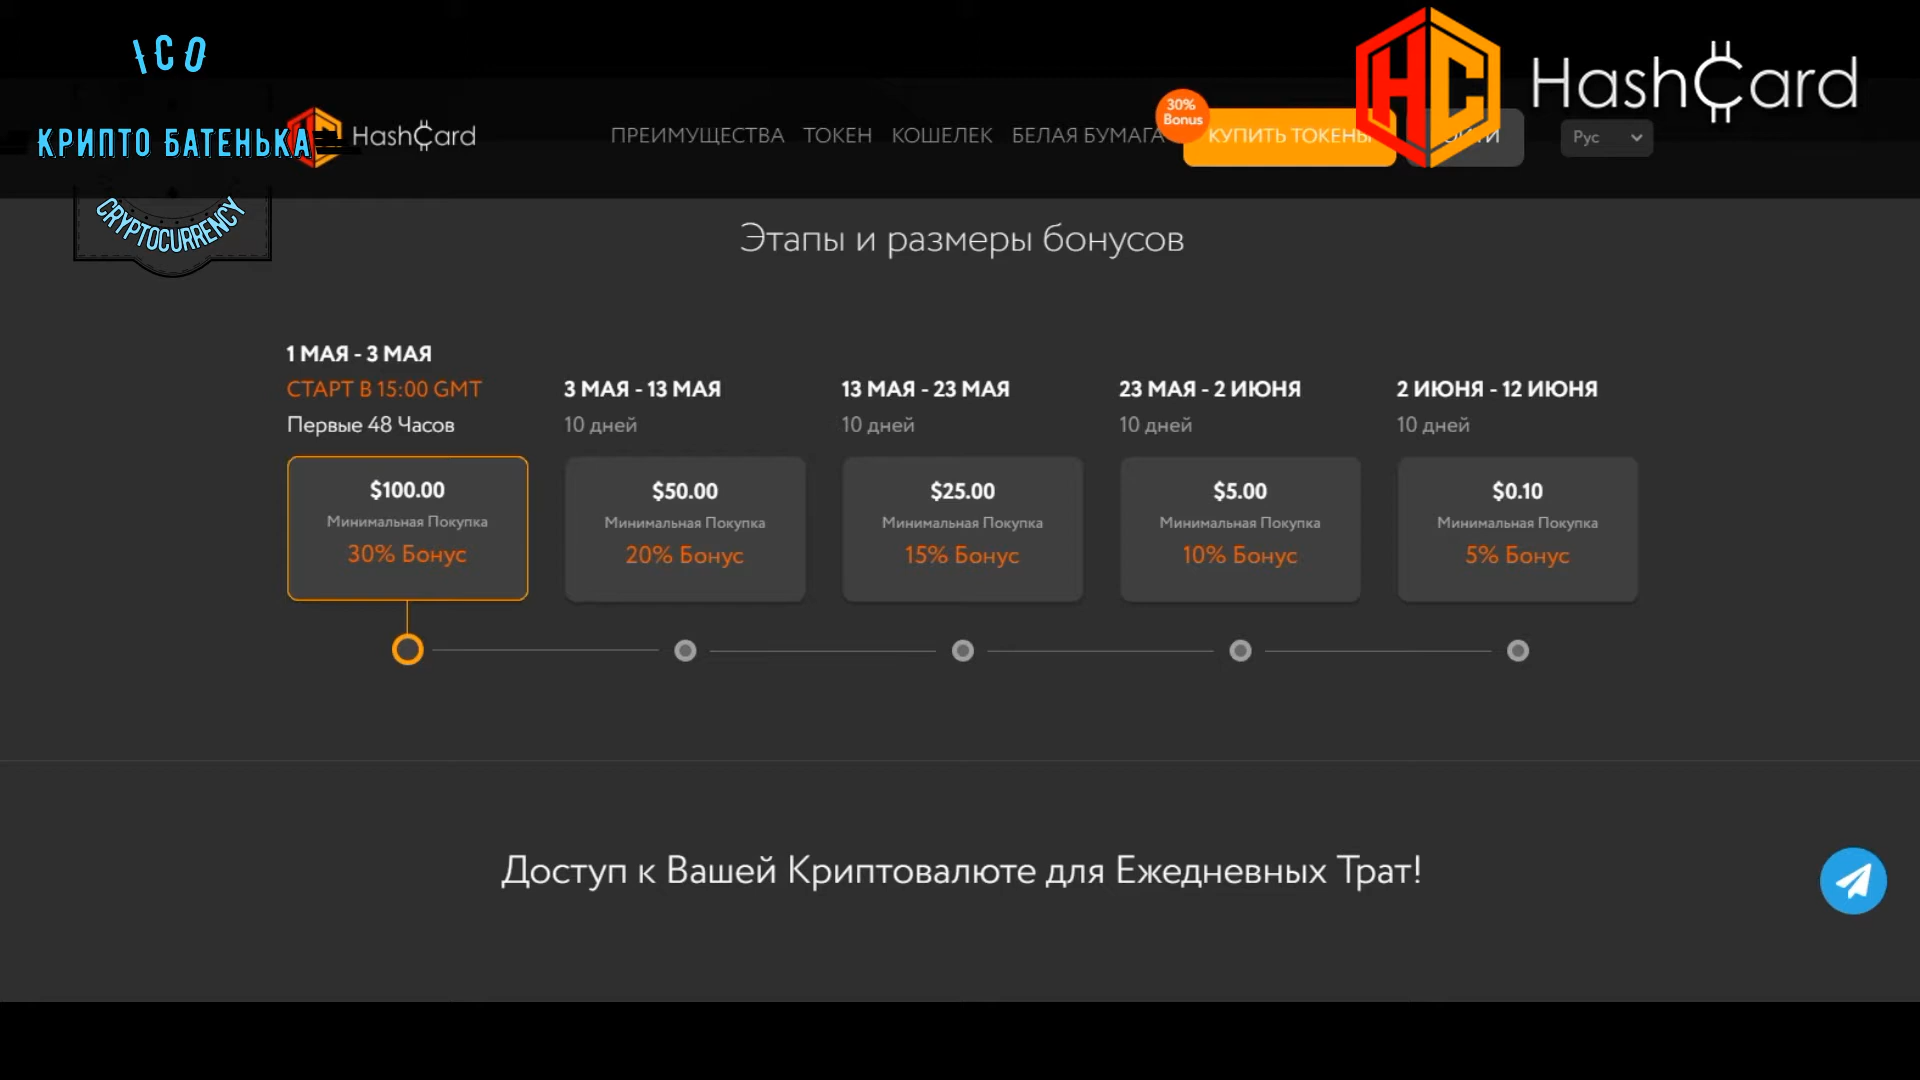 ICO
КРИПТО БАТЕНЬКА
CRYPTOCURRENCY
HashCard
HashCard
ПРЕИМУЩЕСТВА ТОКЕН КОШЕЛЕК БЕЛАЯ БУМАГА
30%
Bonus
КУПИТЬ ТОКЕНЫ
Рус
Этапы и размеры бонусов
1 МАЯ - 3 МАЯ
СТАРТ В 15:00 GMT
Первые 48 Часов
$100.00
Минимальная Покупка
30% Бонус
3 МАЯ - 13 МАЯ
10 дней
$50.00
Минимальная Покупка
20% Бонус
13 МАЯ - 23 МАЯ
10 дней
$25.00
Минимальная Покупка
15% Бонус
23 МАЯ - 2 ИЮНЯ
10 дней
$5.00
Минимальная Покупка
10% Бонус
2 ИЮНЯ - 12 ИЮНЯ
10 дней
$0.10
Минимальная Покупка
5% Бонус
Доступ к Вашей Криптовалюте для Ежедневных Трат!